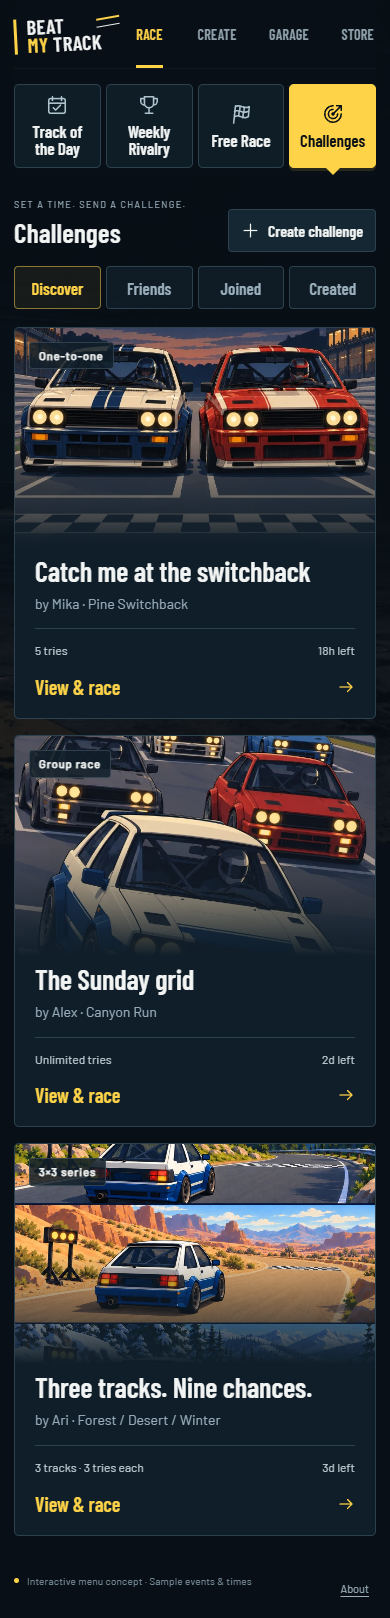 BEAT
MY TRACK
RACE
CREATE
GARAGE
STORE
Track of
the Day
Weekly
Rivalry
Free Race
Challenges
SET A TIME. SEND A CHALLENGE.
Challenges
Create challenge
Discover
Friends
Joined
Created
One-to-one
Catch me at the switchback
by Mika · Pine Switchback
5 tries
18h left
View & race
Group race
The Sunday grid
by Alex · Canyon Run
Unlimited tries
2d left
View & race
3×3 series
Three tracks. Nine chances.
by Ari · Forest / Desert / Winter
3 tracks · 3 tries each
3d left
View & race
Interactive menu concept · Sample events & times
About